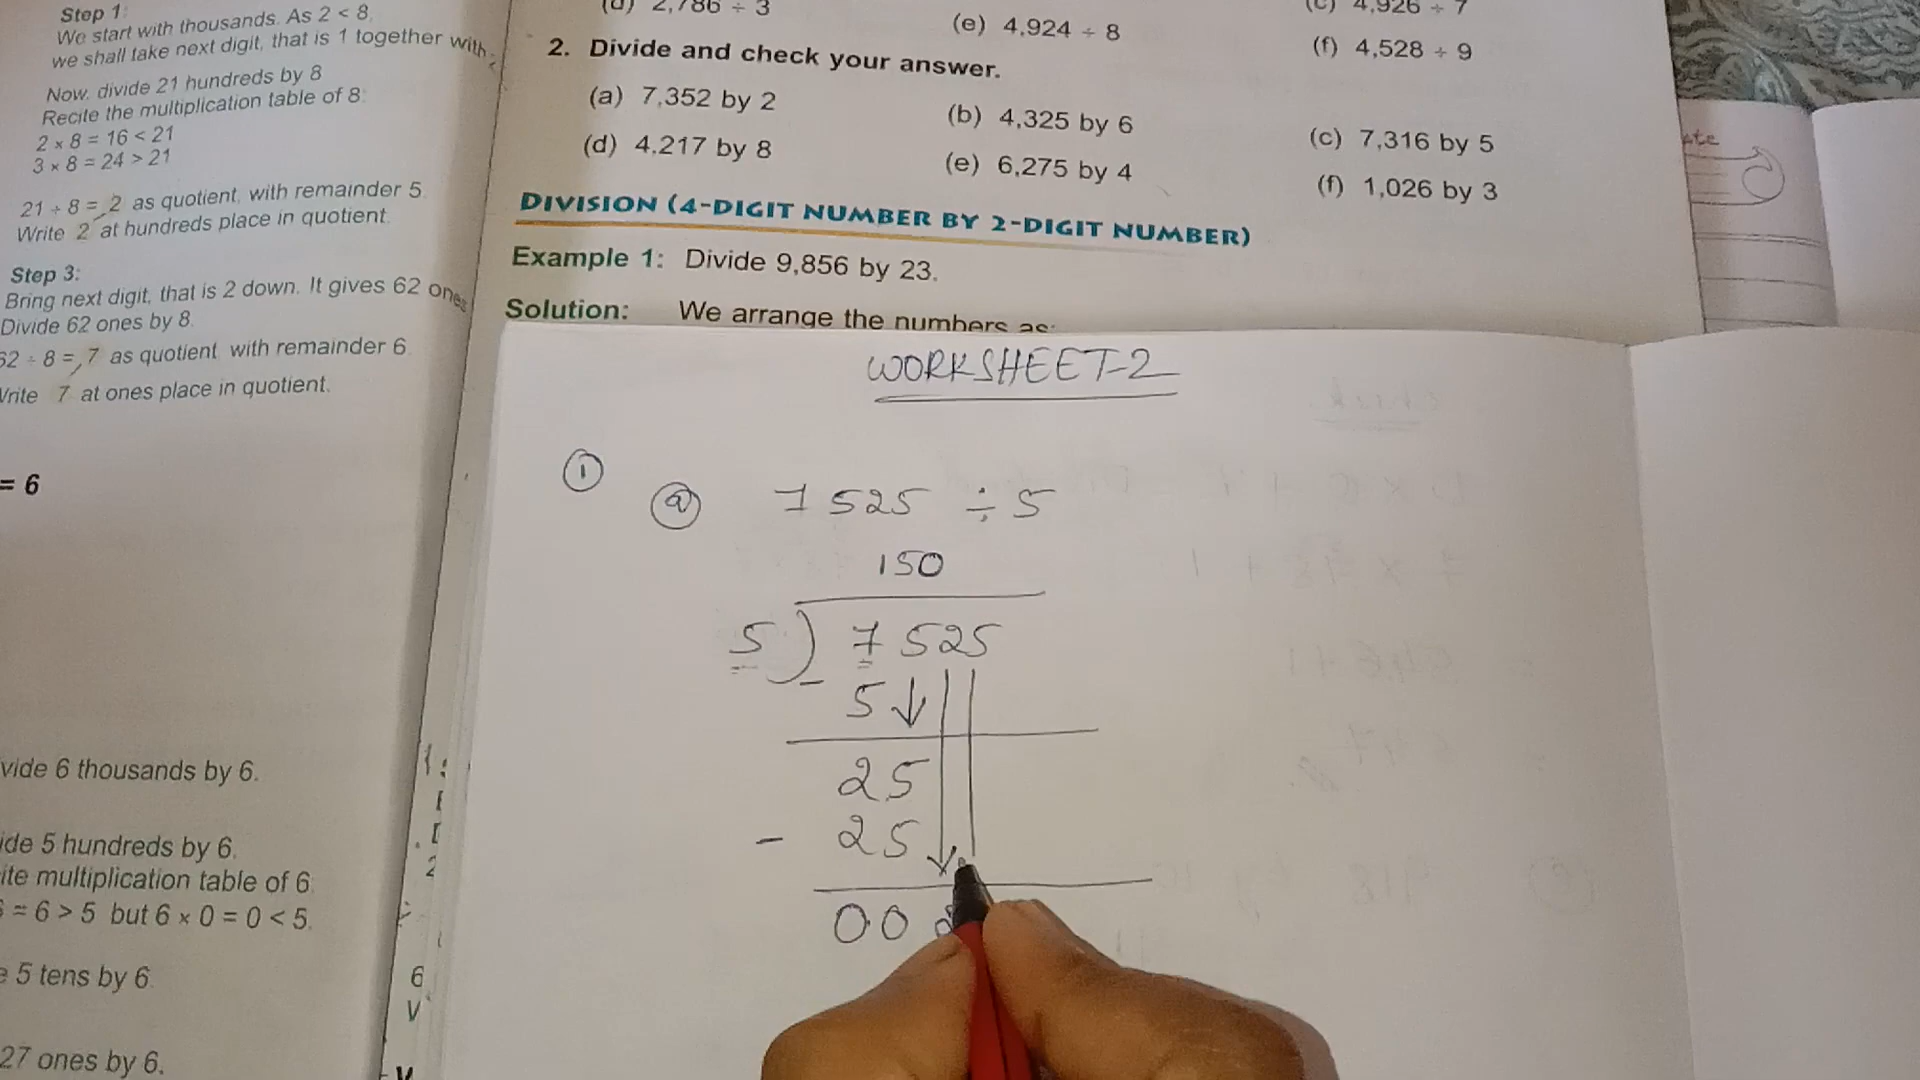 Step 1:
We start with thousands. As 2 < 8,
we shall take next digit, that is 1 together with 2
Now, divide 21 hundreds by 8
Recite the multiplication table of 8:
2 × 8 = 16 < 21
3 × 8 = 24 > 21
21 ÷ 8 = 2 as quotient, with remainder 5.
Write 2 at hundreds place in quotient.
Step 3:
Bring next digit, that is 2 down. It gives 62 ones
Divide 62 ones by 8.
62 ÷ 8 = 7 as quotient with remainder 6
Write 7 at ones place in quotient.
= 6
vide 6 thousands by 6.
ide 5 hundreds by 6.
ite multiplication table of 6
= 6 > 5 but 6 × 0 = 0 < 5.
5 tens by 6
27 ones by 6.
(d) 2,786 ÷ 3
(e) 4,924 ÷ 8
(c) 4,926 ÷ 7
(f) 4,528 ÷ 9
2. Divide and check your answer.
(a) 7,352 by 2
(b) 4,325 by 6
(c) 7,316 by 5
(d) 4,217 by 8
(e) 6,275 by 4
(f) 1,026 by 3
DIVISION (4-DIGIT NUMBER BY 2-DIGIT NUMBER)
Example 1: Divide 9,856 by 23.
Solution: We arrange the numbers as:
WORKSHEET-2
1
a 7525 ÷ 5
150
5 ) 7525
- 5
25
- 25
00